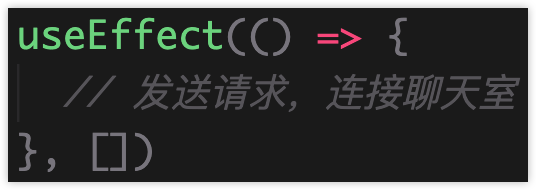 useEffect(() => {
// 发送请求，连接聊天室
}, [])